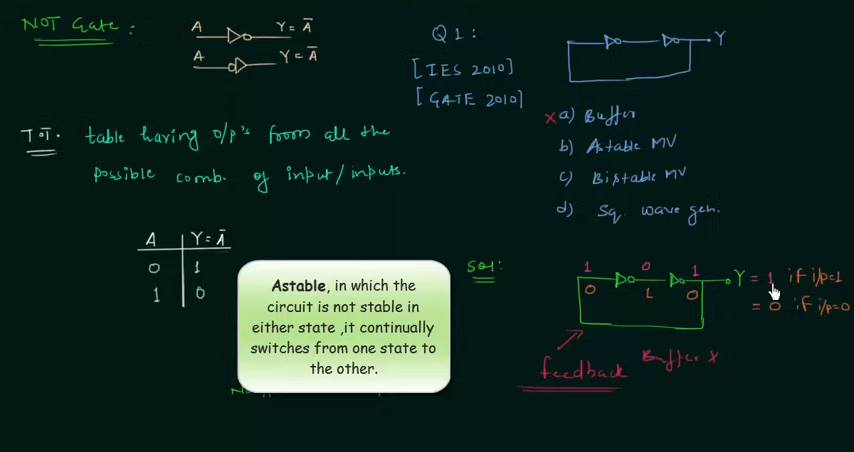 NOT Gate :
A Y = A̅
A Y = A̅
T.T. table having O/P's from all the
possible comb. of input/inputs.
A Y = A̅
0 1
1 0
Astable, in which the
circuit is not stable in
either state ,it continually
switches from one state to
the other.
Q1 :
[IES 2010]
[GATE 2010]
Y
x a) Buffer
b) Astable MV
c) Bistable MV
d) Sq. wave gen.
Sol:
1 0 1 Y = 1 if i/p=1
0 1 0 = 0 if i/p=0
feedback Buffer x